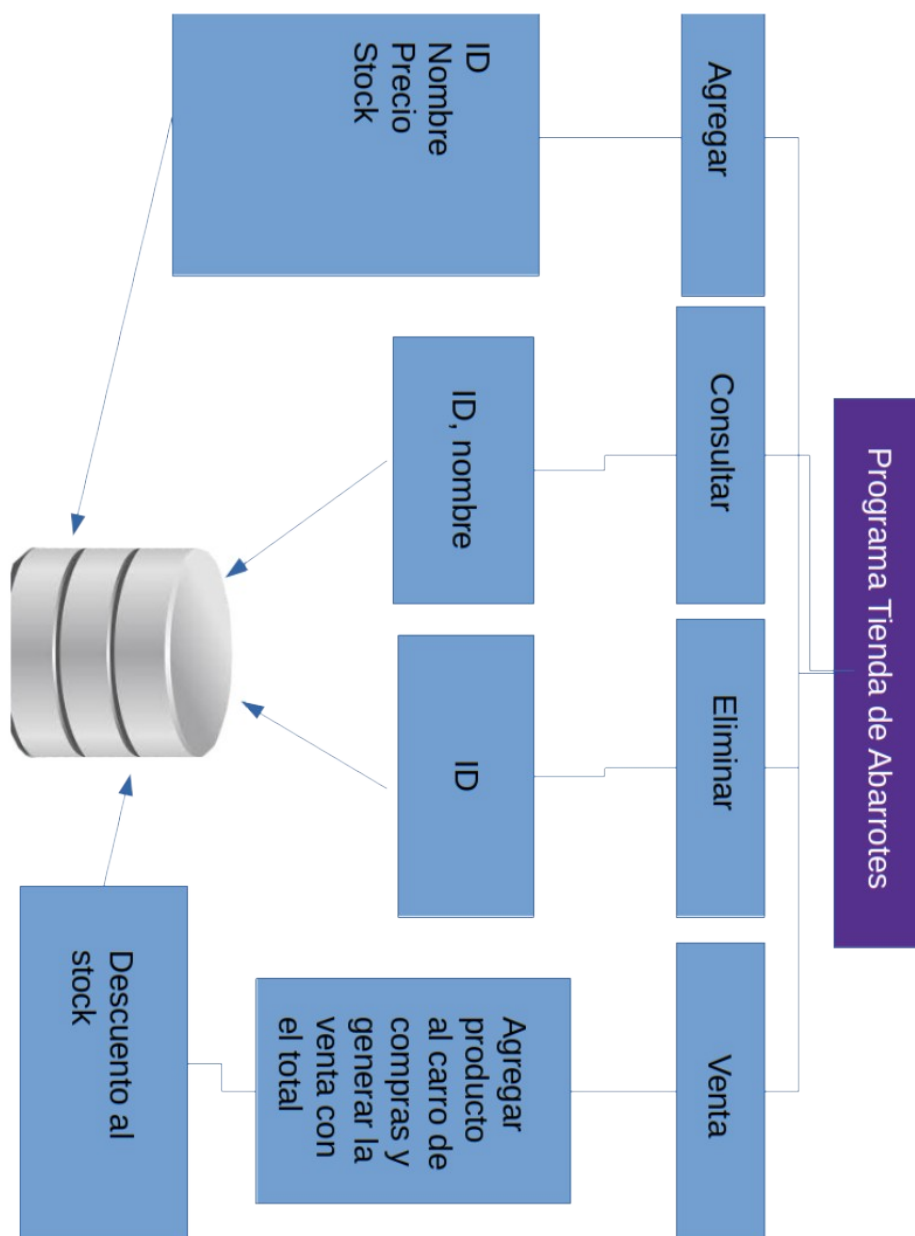 Programa Tienda de Abarrotes
Agregar
Consultar
Eliminar
Venta
ID
Nombre
Precio
Stock
ID, nombre
ID
Agregar
producto
al carro de
compras y
generar la
venta con
el total
Descuento al
stock